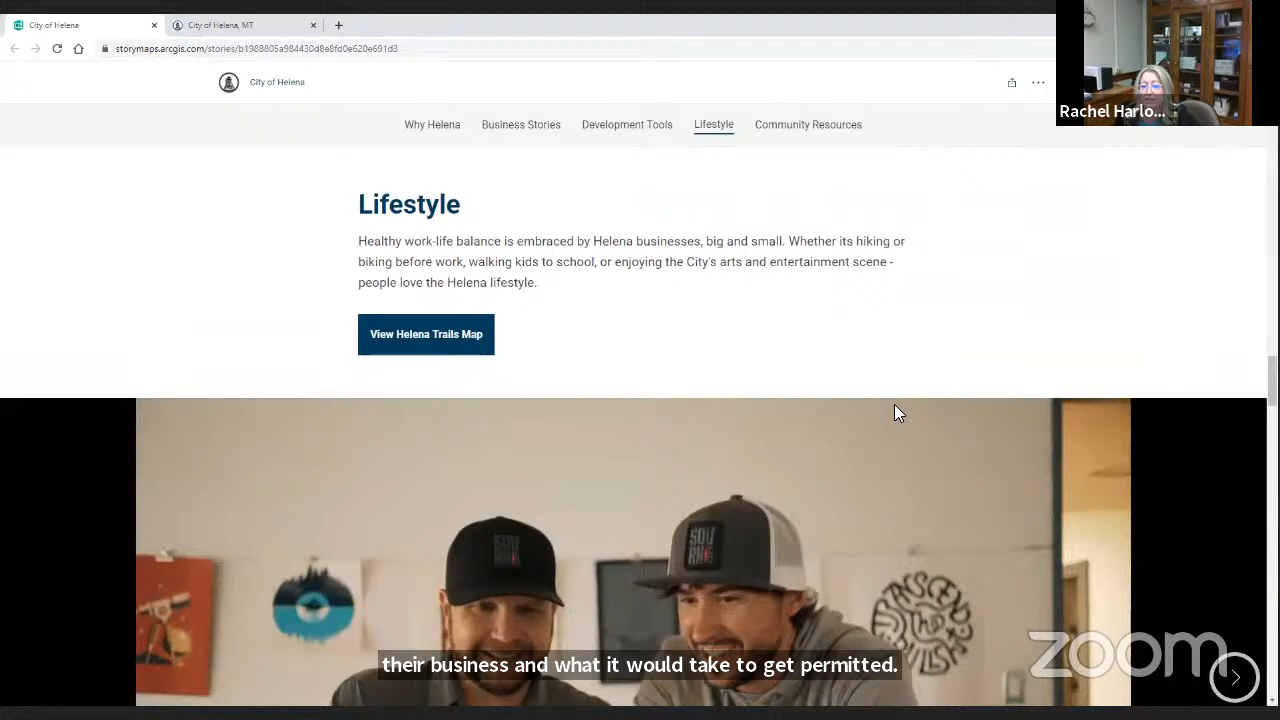 City of Helena
City of Helena, MT
storymaps.arcgis.com/stories/b1988805a984430d8e8fd0e620e691d3
City of Helena
Rachel Harlo...
Why Helena
Business Stories
Development Tools
Lifestyle
Community Resources
Lifestyle
Healthy work-life balance is embraced by Helena businesses, big and small. Whether its hiking or
biking before work, walking kids to school, or enjoying the City's arts and entertainment scene -
people love the Helena lifestyle.
View Helena Trails Map
their business and what it would take to get permitted.
zoom